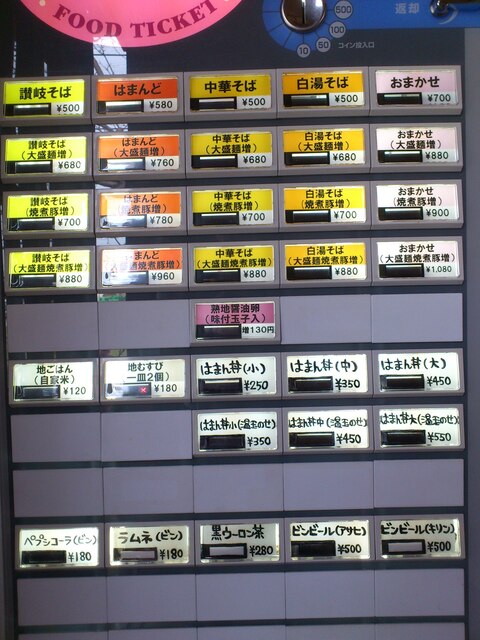 FOOD TICKET
500
100
50
10
コイン投入口
返却
讃岐そば
¥500
はまんど
¥580
中華そば
¥500
白湯そば
¥500
おまかせ
¥700
讃岐そば
(大盛麺増)
¥680
はまんど
(大盛麺増)
¥760
中華そば
(大盛麺増)
¥680
白湯そば
(大盛麺増)
¥680
おまかせ
(大盛麺増)
¥880
讃岐そば
(焼煮豚増)
¥700
はまんど
(焼煮豚増)
¥780
中華そば
(焼煮豚増)
¥700
白湯そば
(焼煮豚増)
¥700
おまかせ
(焼煮豚増)
¥900
讃岐そば
(大盛麺焼煮豚増)
¥880
はまんど
(大盛麺焼煮豚増)
¥960
中華そば
(大盛麺焼煮豚増)
¥880
白湯そば
(大盛麺焼煮豚増)
¥880
おまかせ
(大盛麺焼煮豚増)
¥1,080
熟地醤油卵
(味付玉子入)
増130円
地ごはん
(自家米)
¥120
地むすび
一皿2個)
¥180
はまん丼(小)
¥250
はまん丼(中)
¥350
はまん丼(大)
¥450
はまん丼小(温玉のせ)
¥350
はまん丼中(温玉のせ)
¥450
はまん丼大(温玉のせ)
¥550
ペプシコーラ(ビン)
¥180
ラムネ(ビン)
¥180
黒ウーロン茶
¥280
ビンビール(アサヒ)
¥500
ビンビール(キリン)
¥500